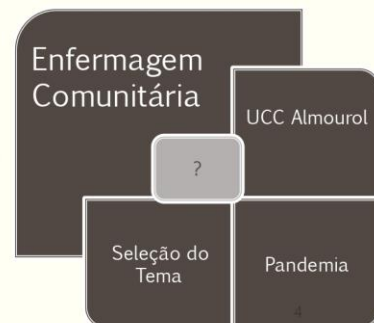 Enfermagem
Comunitária
UCC Almourol
?
Seleção do
Tema
Pandemia
4